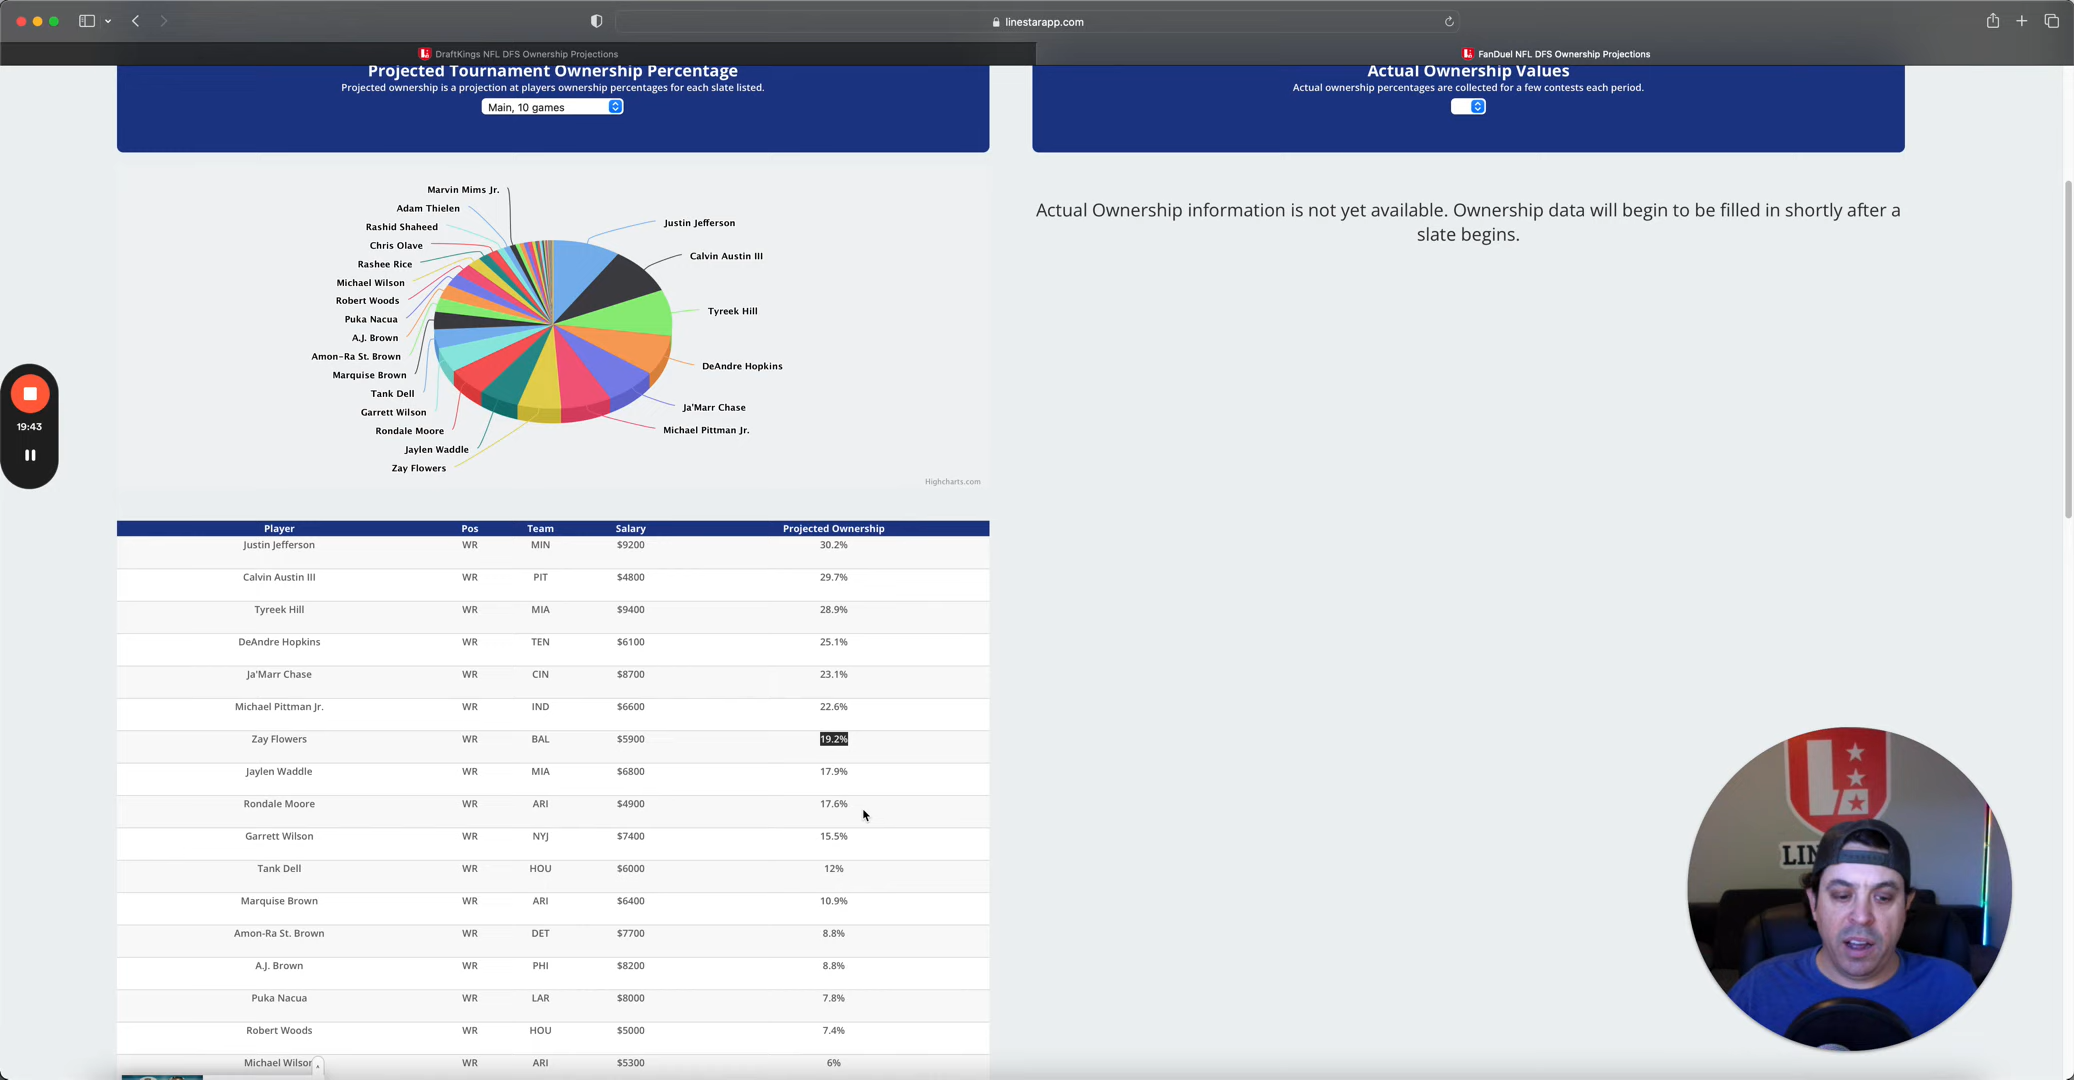 linestarapp.com
DraftKings NFL DFS Ownership Projections
FanDuel NFL DFS Ownership Projections
Projected Tournament Ownership Percentage
Projected ownership is a projection at players ownership percentages for each slate listed.
Main, 10 games
Actual Ownership Values
Actual ownership percentages are collected for a few contests each period.
Actual Ownership information is not yet available. Ownership data will begin to be filled in shortly after a
slate begins.
Marvin Mims Jr.
Adam Thielen
Rashid Shaheed
Chris Olave
Rashee Rice
Michael Wilson
Robert Woods
Puka Nacua
A.J. Brown
Amon-Ra St. Brown
Marquise Brown
Tank Dell
Garrett Wilson
Rondale Moore
Jaylen Waddle
Zay Flowers
Justin Jefferson
Calvin Austin III
Tyreek Hill
DeAndre Hopkins
Ja'Marr Chase
Michael Pittman Jr.
Highcharts.com
19:43
Player Pos Team Salary Projected Ownership
Justin Jefferson WR MIN $9200 30.2%
Calvin Austin III WR PIT $4800 29.7%
Tyreek Hill WR MIA $9400 28.9%
DeAndre Hopkins WR TEN $6100 25.1%
Ja'Marr Chase WR CIN $8700 23.1%
Michael Pittman Jr. WR IND $6600 22.6%
Zay Flowers WR BAL $5900 19.2%
Jaylen Waddle WR MIA $6800 17.9%
Rondale Moore WR ARI $4900 17.6%
Garrett Wilson WR NYJ $7400 15.5%
Tank Dell WR HOU $6000 12%
Marquise Brown WR ARI $6400 10.9%
Amon-Ra St. Brown WR DET $7700 8.8%
A.J. Brown WR PHI $8200 8.8%
Puka Nacua WR LAR $8000 7.8%
Robert Woods WR HOU $5000 7.4%
Michael Wilson WR ARI $5300 6%